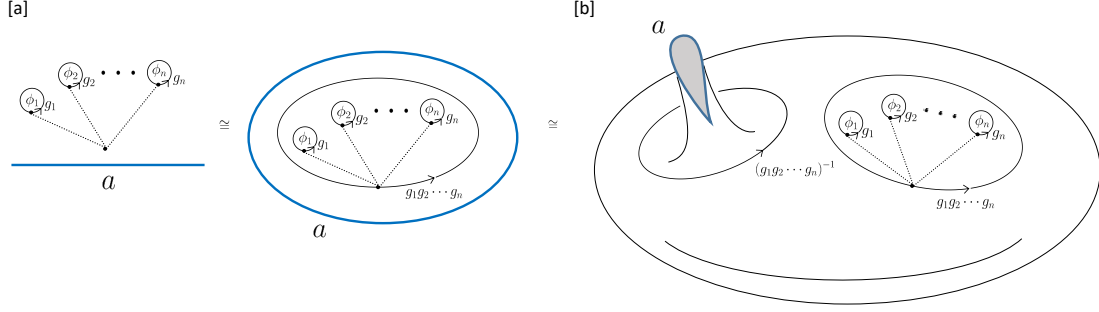 [a]
[b]
ϕ₁ g₁ ϕ₂ g₂ • • • ϕₙ gₙ
a
≅
ϕ₁ g₁ ϕ₂ g₂ • • • ϕₙ gₙ
g₁g₂ ⋯ gₙ
a
≅
a
(g₁g₂ ⋯ gₙ)⁻¹
ϕ₁ g₁ ϕ₂ g₂ • • • ϕₙ gₙ
g₁g₂ ⋯ gₙ